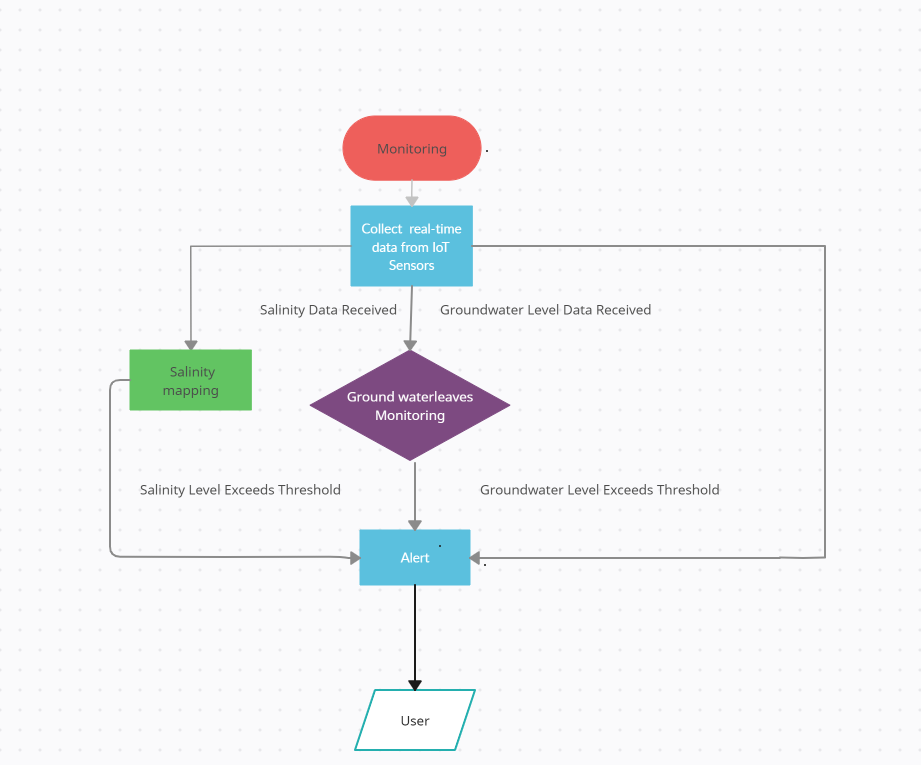 Monitoring
Collect real-time
data from IoT
Sensors
Salinity Data Received
Groundwater Level Data Received
Salinity
mapping
Ground waterleaves
Monitoring
Salinity Level Exceeds Threshold
Groundwater Level Exceeds Threshold
Alert
User